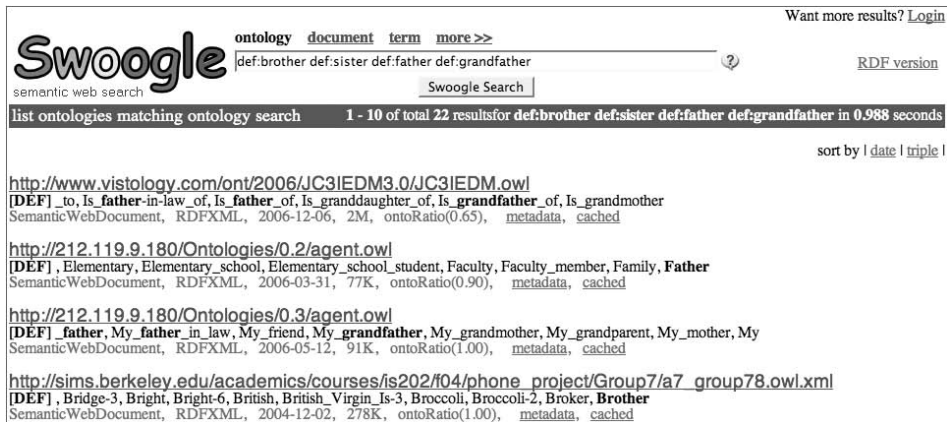 Want more results? Login
Swoogle
semantic web search
ontology document term more >>
def:brother def:sister def:father def:grandfather
?
RDF version
Swoogle Search
list ontologies matching ontology search 1 - 10 of total 22 resultsfor def:brother def:sister def:father def:grandfather in 0.988 seconds
sort by | date | triple |
http://www.vistology.com/ont/2006/JC3IEDM3.0/JC3IEDM.owl
[DEF] _to, Is_father-in-law_of, Is_father_of, Is_granddaughter_of, Is_grandfather_of, Is_grandmother
SemanticWebDocument, RDFXML, 2006-12-06, 2M, ontoRatio(0.65), metadata, cached
http://212.119.9.180/Ontologies/0.2/agent.owl
[DEF] , Elementary, Elementary_school, Elementary_school_student, Faculty, Faculty_member, Family, Father
SemanticWebDocument, RDFXML, 2006-03-31, 77K, ontoRatio(0.90), metadata, cached
http://212.119.9.180/Ontologies/0.3/agent.owl
[DEF] _father, My_father_in_law, My_friend, My_grandfather, My_grandmother, My_grandparent, My_mother, My
SemanticWebDocument, RDFXML, 2006-05-12, 91K, ontoRatio(1.00), metadata, cached
http://sims.berkeley.edu/academics/courses/is202/f04/phone_project/Group7/a7_group78.owl.xml
[DEF] , Bridge-3, Bright, Bright-6, British, British_Virgin_Is-3, Broccoli, Broccoli-2, Broker, Brother
SemanticWebDocument, RDFXML, 2004-12-02, 278K, ontoRatio(1.00), metadata, cached